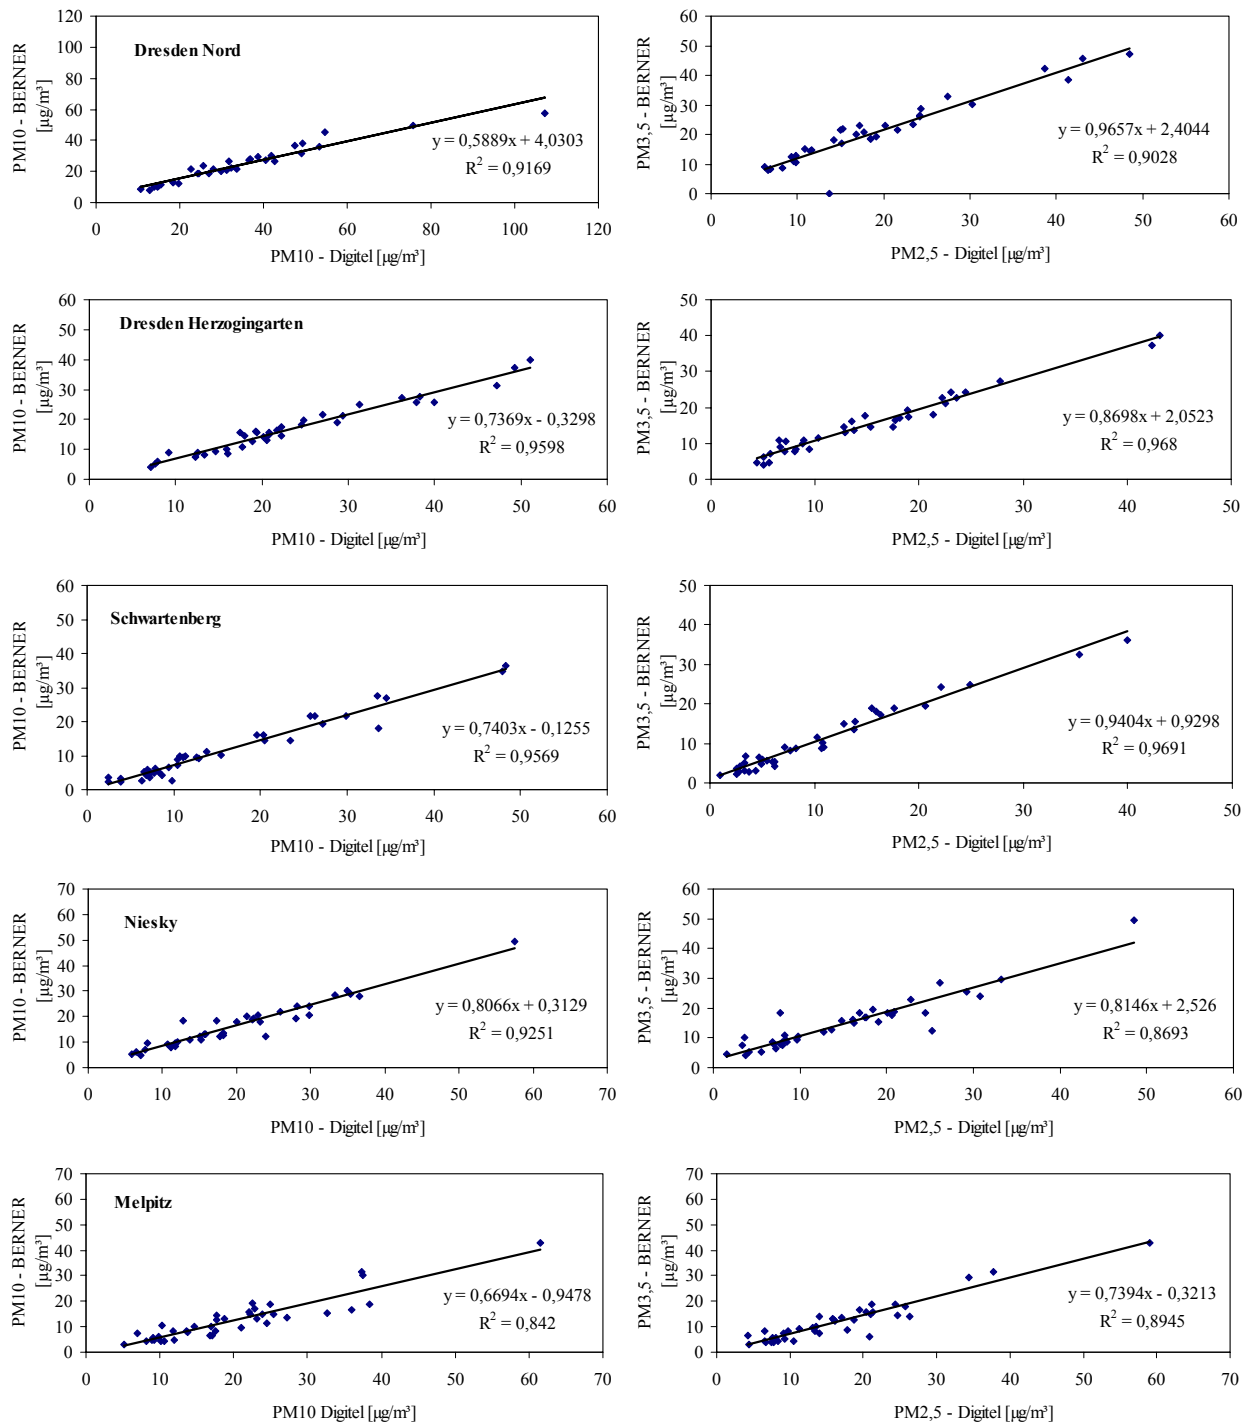 Dresden Nord
PM10 - BERNER
[µg/m³]
120
100
80
60
40
20
0
y = 0,5889x + 4,0303
R² = 0,9169
0 20 40 60 80 100 120
PM10 - Digitel [µg/m³]
PM3,5 - BERNER
[µg/m³]
60
50
40
30
20
10
0
y = 0,9657x + 2,4044
R² = 0,9028
0 10 20 30 40 50 60
PM2,5 - Digitel [µg/m³]
Dresden Herzogingarten
PM10 - BERNER
[µg/m³]
60
50
40
30
20
10
0
y = 0,7369x - 0,3298
R² = 0,9598
0 10 20 30 40 50 60
PM10 - Digitel [µg/m³]
PM3,5 - BERNER
[µg/m³]
50
40
30
20
10
0
y = 0,8698x + 2,0523
R² = 0,968
0 10 20 30 40 50
PM2,5 - Digitel [µg/m³]
Schwartenberg
PM10 - BERNER
[µg/m³]
60
50
40
30
20
10
0
y = 0,7403x - 0,1255
R² = 0,9569
0 10 20 30 40 50 60
PM10 - Digitel [µg/m³]
PM3,5 - BERNER
[µg/m³]
50
40
30
20
10
0
y = 0,9404x + 0,9298
R² = 0,9691
0 10 20 30 40 50
PM2,5 - Digitel [µg/m³]
Niesky
PM10 - BERNER
[µg/m³]
70
60
50
40
30
20
10
0
y = 0,8066x + 0,3129
R² = 0,9251
0 10 20 30 40 50 60 70
PM10 - Digitel [µg/m³]
PM3,5 - BERNER
[µg/m³]
60
50
40
30
20
10
0
y = 0,8146x + 2,526
R² = 0,8693
0 10 20 30 40 50 60
PM2,5 - Digitel [µg/m³]
Melpitz
PM10 - BERNER
[µg/m³]
70
60
50
40
30
20
10
0
y = 0,6694x - 0,9478
R² = 0,842
0 10 20 30 40 50 60 70
PM10 Digitel [µg/m³]
PM3,5 - BERNER
[µg/m³]
70
60
50
40
30
20
10
0
y = 0,7394x - 0,3213
R² = 0,8945
0 10 20 30 40 50 60 70
PM2,5 - Digitel [µg/m³]